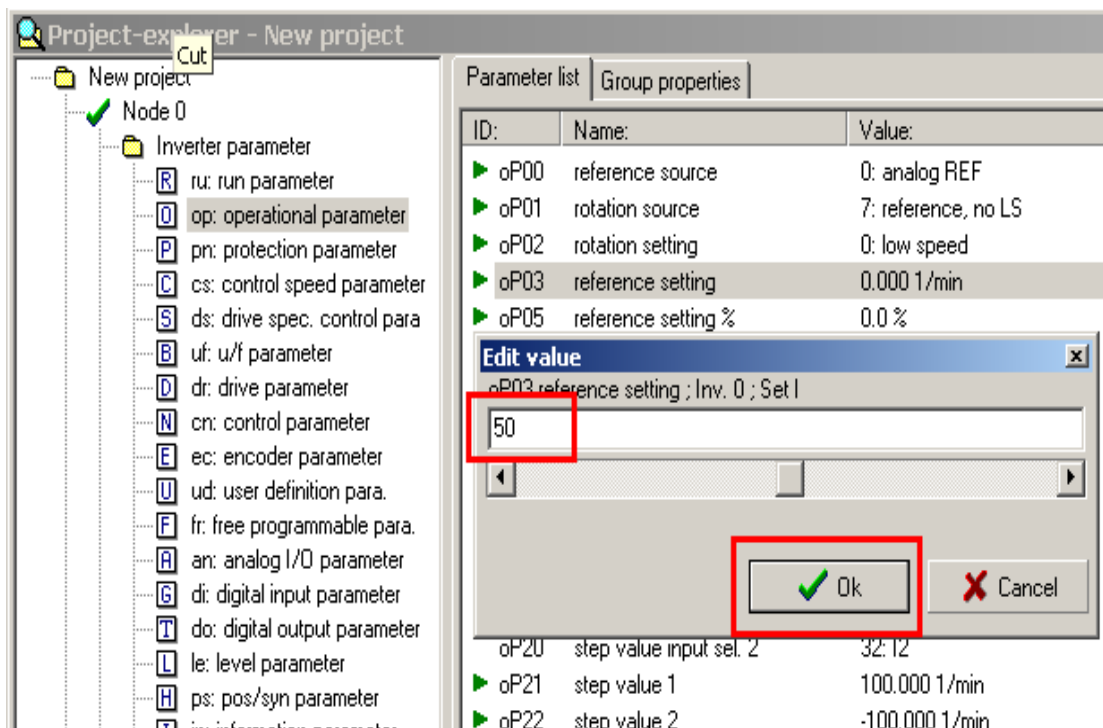 Project-explorer - New project
Cut
New project
Node 0
Inverter parameter
R ru: run parameter
O op: operational parameter
P pn: protection parameter
C cs: control speed parameter
S ds: drive spec. control para
B uf: u/f parameter
D dr: drive parameter
N cn: control parameter
E ec: encoder parameter
U ud: user definition para.
F fr: free programmable para.
A an: analog I/O parameter
G di: digital input parameter
T do: digital output parameter
L le: level parameter
H ps: pos/syn parameter
I in: information parameter
Parameter list Group properties
ID: Name: Value:
oP00 reference source 0: analog REF
oP01 rotation source 7: reference, no LS
oP02 rotation setting 0: low speed
oP03 reference setting 0.000 1/min
oP05 reference setting % 0.0 %
Edit value
oP03 reference setting ; Inv. 0 ; Set I
50
Ok Cancel
oP20 step value input sel. 2 32: I2
oP21 step value 1 100.000 1/min
oP22 step value 2 -100.000 1/min